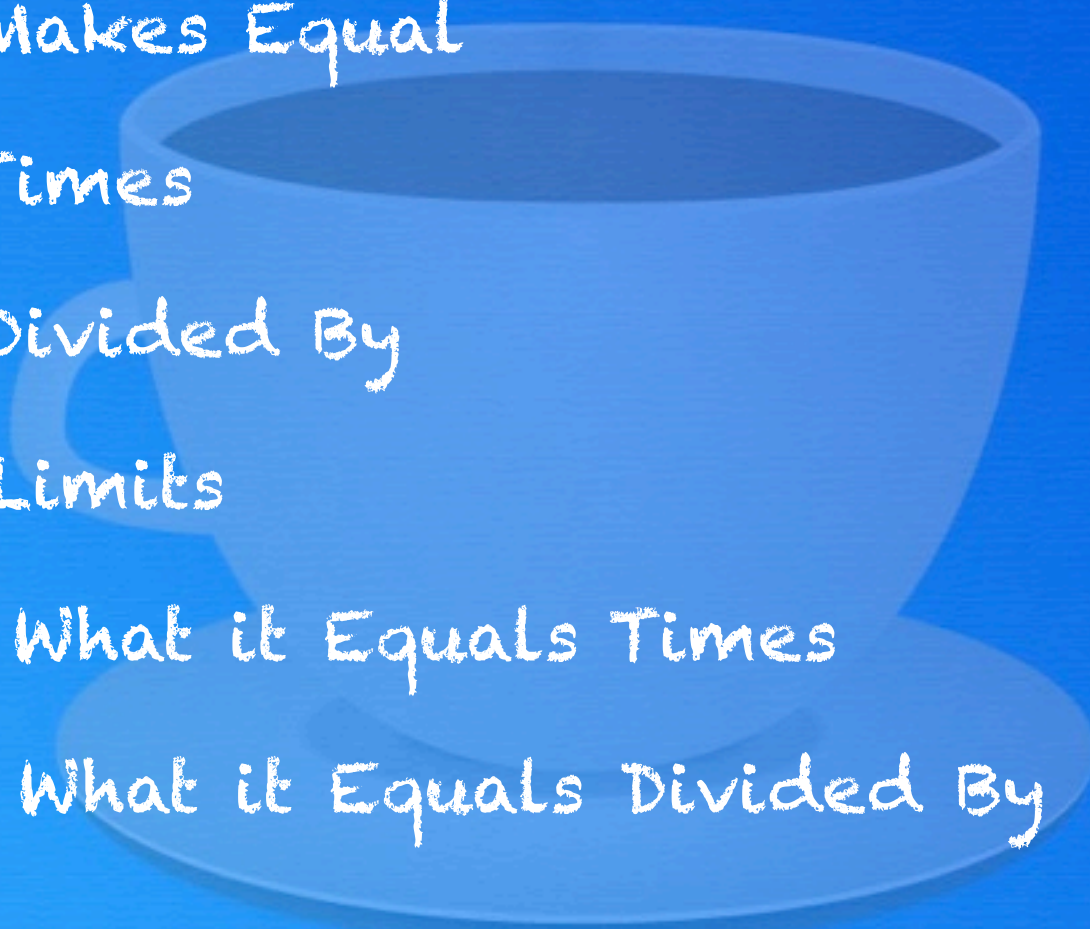 Makes Equal
Times
Divided By
Limits
What it Equals Times
What it Equals Divided By